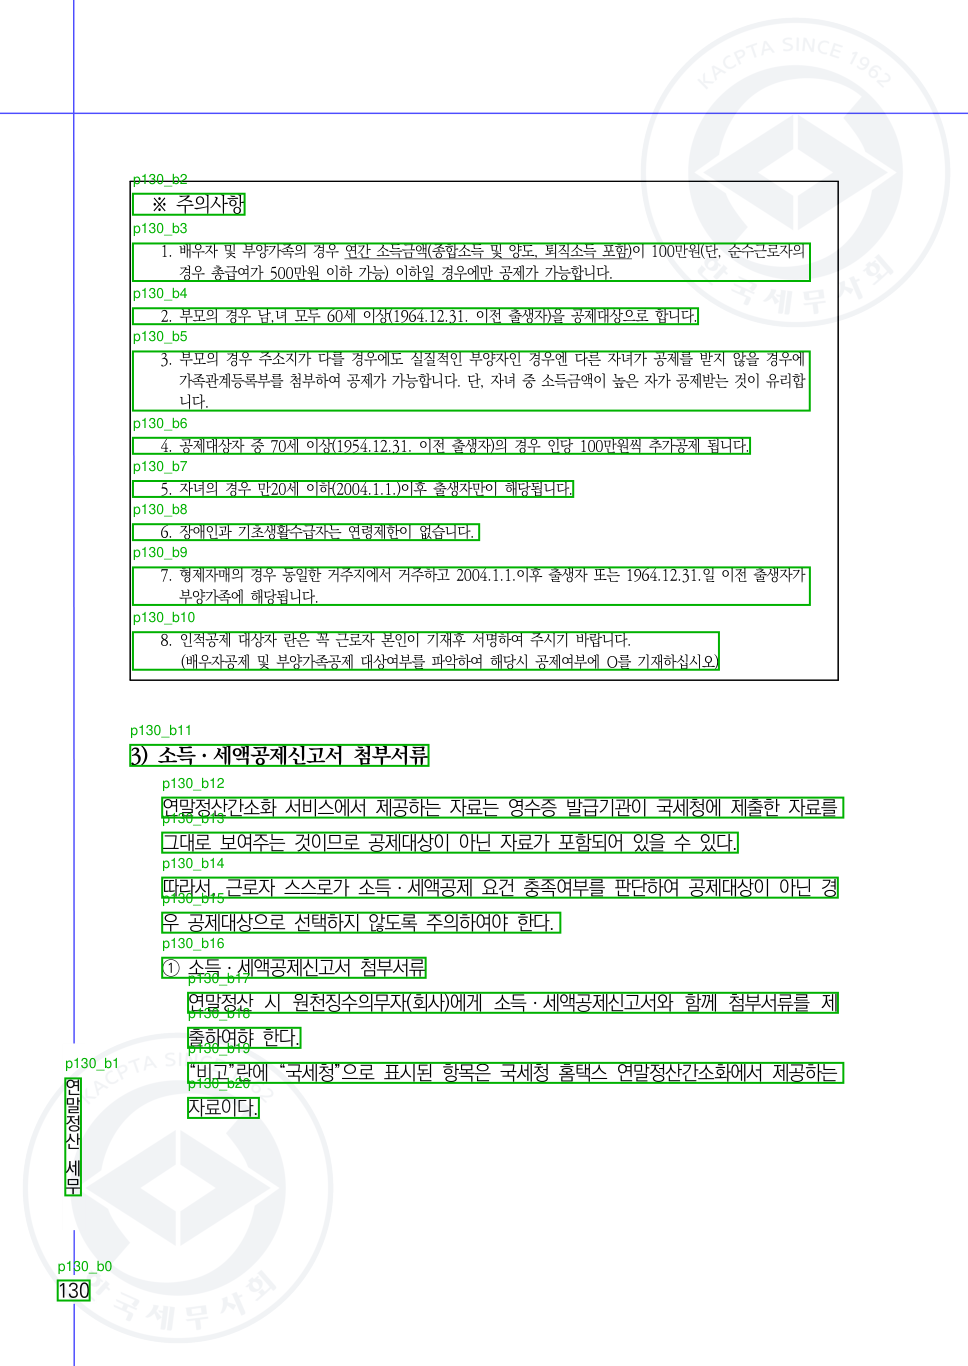 KACPTA SINCE 1962
한국세무사회
p130_b2
※ 주의사항
p130_b3
1. 배우자 및 부양가족의 경우 연간 소득금액(종합소득 및 양도, 퇴직소득 포함)이 100만원(단, 순수근로자의
경우 총급여가 500만원 이하 가능) 이하일 경우에만 공제가 가능합니다.
p130_b4
2. 부모의 경우 남,녀 모두 60세 이상(1964.12.31. 이전 출생자)을 공제대상으로 합니다.
p130_b5
3. 부모의 경우 주소지가 다를 경우에도 실질적인 부양자인 경우엔 다른 자녀가 공제를 받지 않을 경우에
가족관계등록부를 첨부하여 공제가 가능합니다. 단, 자녀 중 소득금액이 높은 자가 공제받는 것이 유리합
니다.
p130_b6
4. 공제대상자 중 70세 이상(1954.12.31. 이전 출생자)의 경우 인당 100만원씩 추가공제 됩니다.
p130_b7
5. 자녀의 경우 만20세 이하(2004.1.1.)이후 출생자만이 해당됩니다.
p130_b8
6. 장애인과 기초생활수급자는 연령제한이 없습니다.
p130_b9
7. 형제자매의 경우 동일한 거주지에서 거주하고 2004.1.1.이후 출생자 또는 1964.12.31.일 이전 출생자가
부양가족에 해당됩니다.
p130_b10
8. 인적공제 대상자 란은 꼭 근로자 본인이 기재후 서명하여 주시기 바랍니다.
(배우자공제 및 부양가족공제 대상여부를 파악하여 해당시 공제여부에 O를 기재하십시오)
p130_b11
3) 소득·세액공제신고서 첨부서류
p130_b12
연말정산간소화 서비스에서 제공하는 자료는 영수증 발급기관이 국세청에 제출한 자료를
p130_b13
그대로 보여주는 것이므로 공제대상이 아닌 자료가 포함되어 있을 수 있다.
p130_b14
따라서, 근로자 스스로가 소득·세액공제 요건 충족여부를 판단하여 공제대상이 아닌 경
p130_b15
우 공제대상으로 선택하지 않도록 주의하여야 한다.
p130_b16
① 소득·세액공제신고서 첨부서류
p130_b17
연말정산 시 원천징수의무자(회사)에게 소득·세액공제신고서와 함께 첨부서류를 제
p130_b18
출하여햐 한다.
p130_b19
“비고”란에 “국세청”으로 표시된 항목은 국세청 홈택스 연말정산간소화에서 제공하는
p130_b20
자료이다.
p130_b1
연말정산 세무
p130_b0
130
KACPTA SINCE 1962
한국세무사회